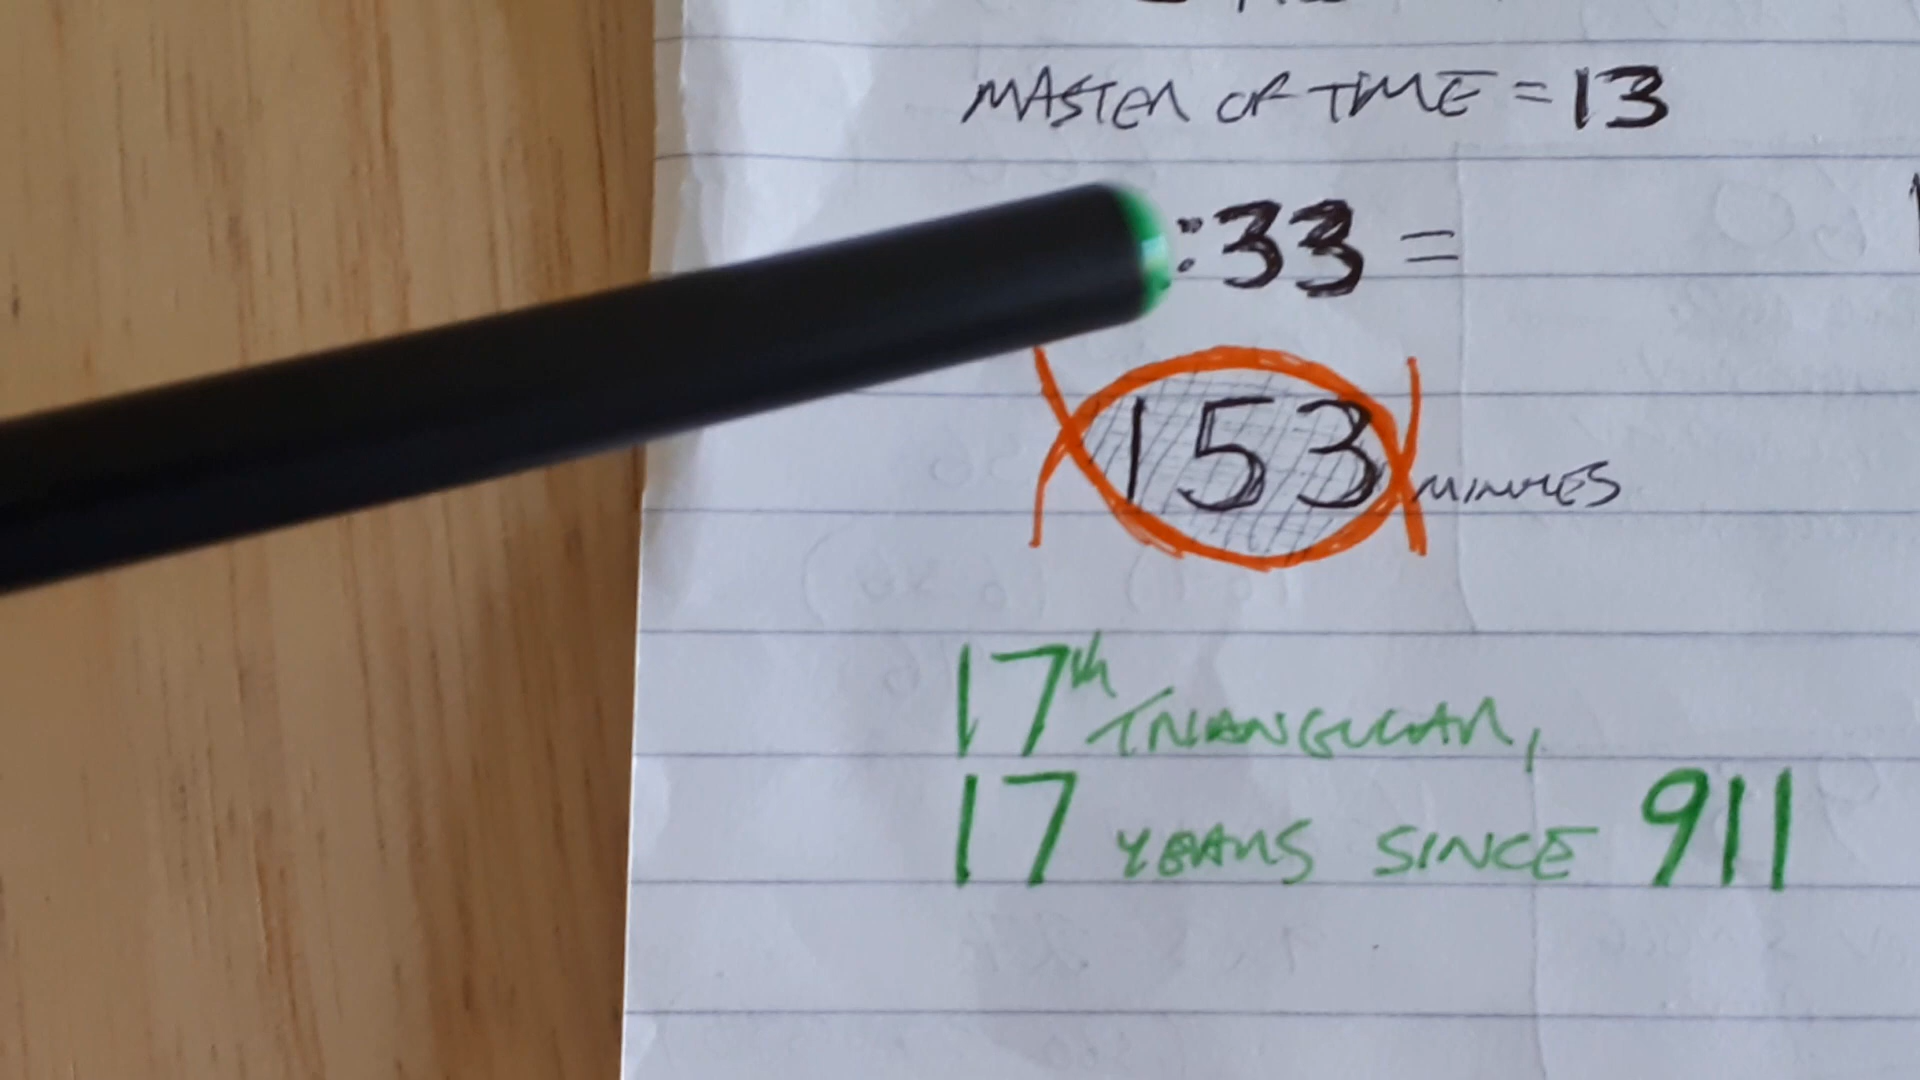 MASTER OF TIME = 13
:33 =
153 MINUTES
17th TRIANGULAR,
17 YEARS SINCE 911